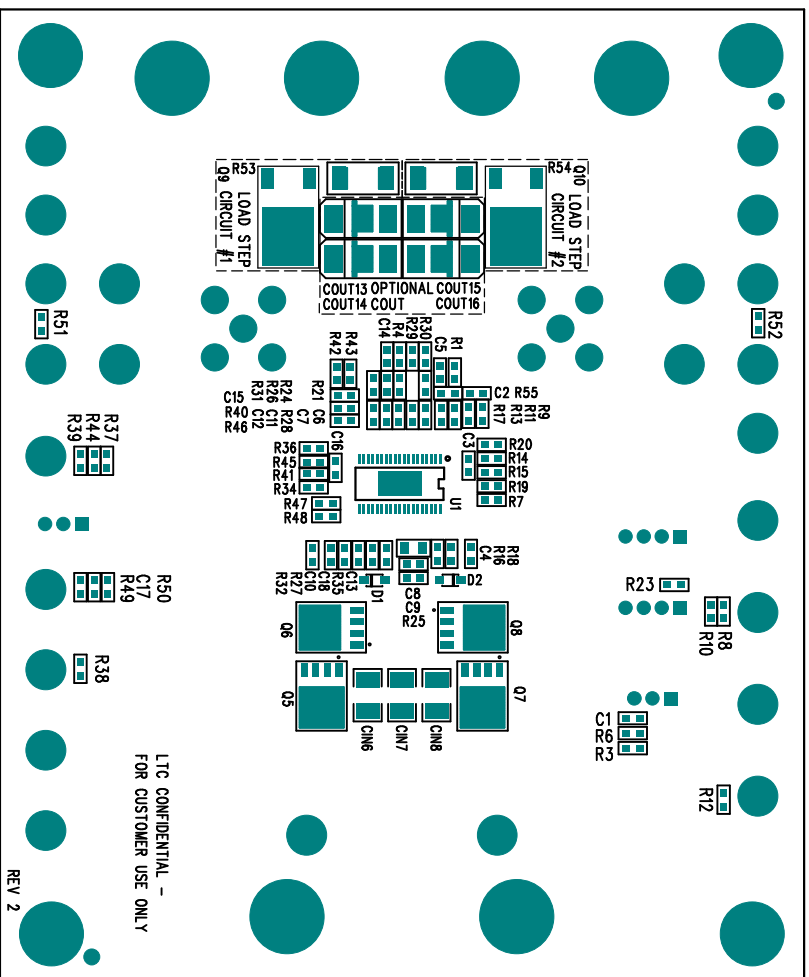 R53
R54
Q9
LOAD STEP
CIRCUIT #1
Q10
LOAD STEP
CIRCUIT #2
COUT13 OPTIONAL COUT15
COUT14 COUT COUT16
R51
R52
R42
R43
C14
R4
R29
R30
C5
R1
C2 R55
R31
R26
R24
R21
C15
R40
R46
C12
C11
R28
C7
C6
R17
R13
R11
R9
R39
R44
R37
R36
R45
R41
R34
C16
C3
R20
R14
R15
R19
R7
U1
R47
R48
R32
R27
C10
C18
R35
C13
D1
D2
C4
R16
R18
C8
C9
R25
R49
C17
R50
R23
R10
R8
Q6
Q8
Q5
Q7
R38
CIN6
CIN7
CIN8
C1
R6
R3
R12
LTC CONFIDENTIAL -
FOR CUSTOMER USE ONLY
REV 2